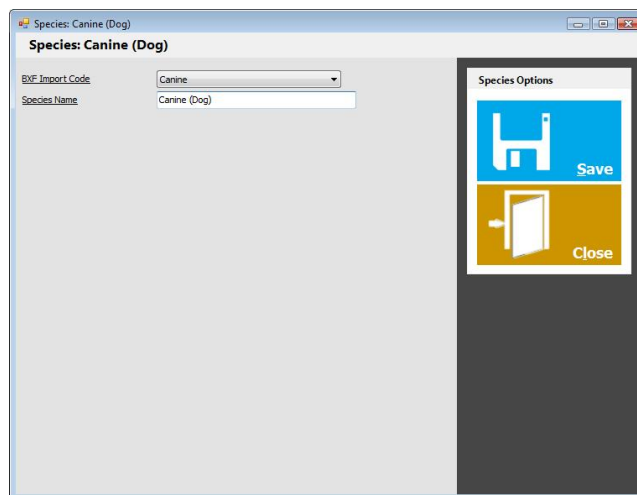 Species: Canine (Dog)
Species: Canine (Dog)
BXF Import Code Canine
Species Name Canine (Dog)
Species Options
Save
Close